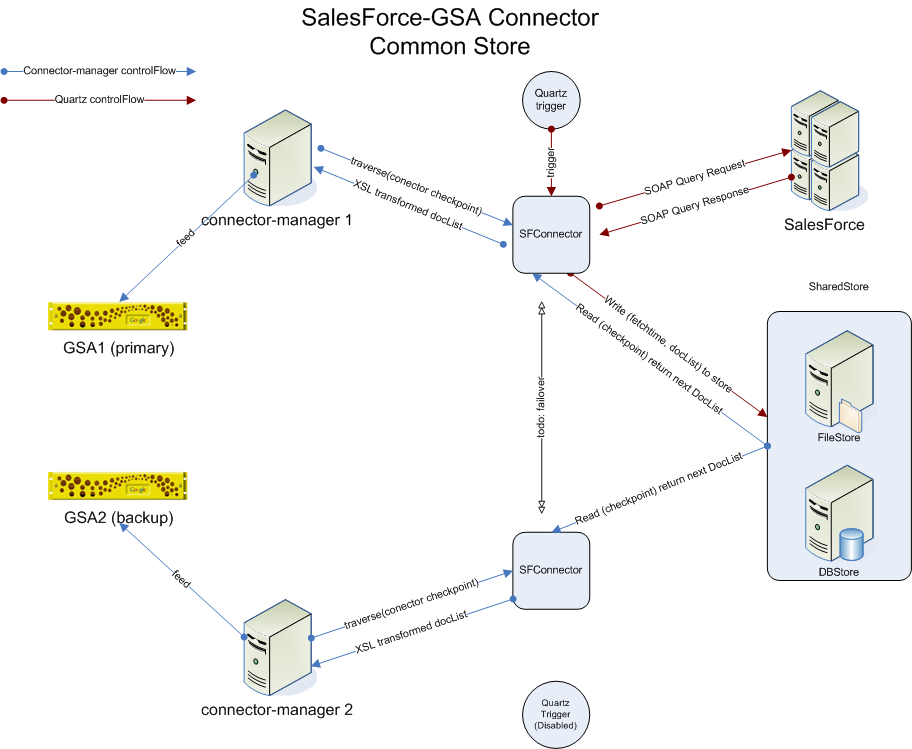 SalesForce-GSA Connector
Common Store
Connector-manager controlFlow
Quartz controlFlow
Quartz
trigger
trigger
traverse(conector checkpoint)
XSL transformed docList
SOAP Query Request
SOAP Query Response
connector-manager 1
SFConnector
SalesForce
feed
SharedStore
Google
GSA1 (primary)
Write (fetchtime, docList) to store
Read (checkpoint) return next DocList
todo: failover
FileStore
Google
GSA2 (backup)
Read (checkpoint) return next DocList
DBStore
SFConnector
feed
traverse(conector checkpoint)
XSL transformed docList
connector-manager 2
Quartz
Trigger
(Disabled)